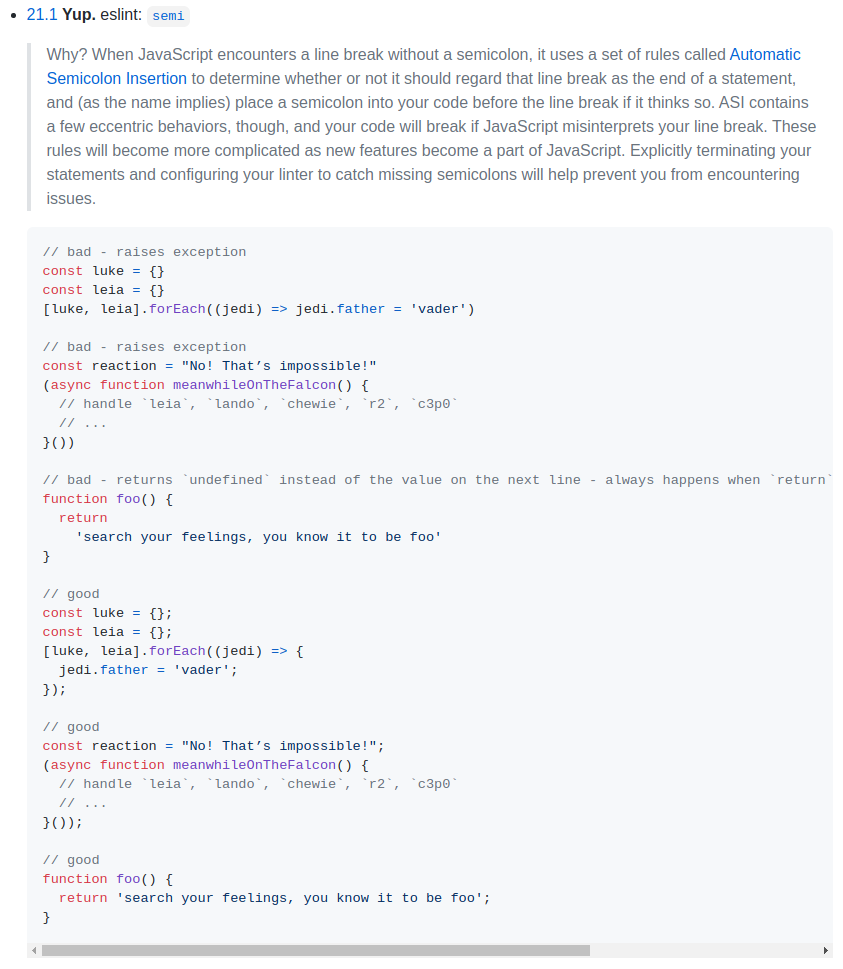 21.1 Yup. eslint: semi
Why? When JavaScript encounters a line break without a semicolon, it uses a set of rules called Automatic
Semicolon Insertion to determine whether or not it should regard that line break as the end of a statement,
and (as the name implies) place a semicolon into your code before the line break if it thinks so. ASI contains
a few eccentric behaviors, though, and your code will break if JavaScript misinterprets your line break. These
rules will become more complicated as new features become a part of JavaScript. Explicitly terminating your
statements and configuring your linter to catch missing semicolons will help prevent you from encountering
issues.
// bad - raises exception
const luke = {}
const leia = {}
[luke, leia].forEach((jedi) => jedi.father = 'vader')
// bad - raises exception
const reaction = "No! That’s impossible!"
(async function meanwhileOnTheFalcon() {
  // handle `leia`, `lando`, `chewie`, `r2`, `c3p0`
  // ...
}())
// bad - returns `undefined` instead of the value on the next line - always happens when `return`
function foo() {
  return
    'search your feelings, you know it to be foo'
}
// good
const luke = {};
const leia = {};
[luke, leia].forEach((jedi) => {
  jedi.father = 'vader';
});
// good
const reaction = "No! That’s impossible!";
(async function meanwhileOnTheFalcon() {
  // handle `leia`, `lando`, `chewie`, `r2`, `c3p0`
  // ...
}());
// good
function foo() {
  return 'search your feelings, you know it to be foo';
}